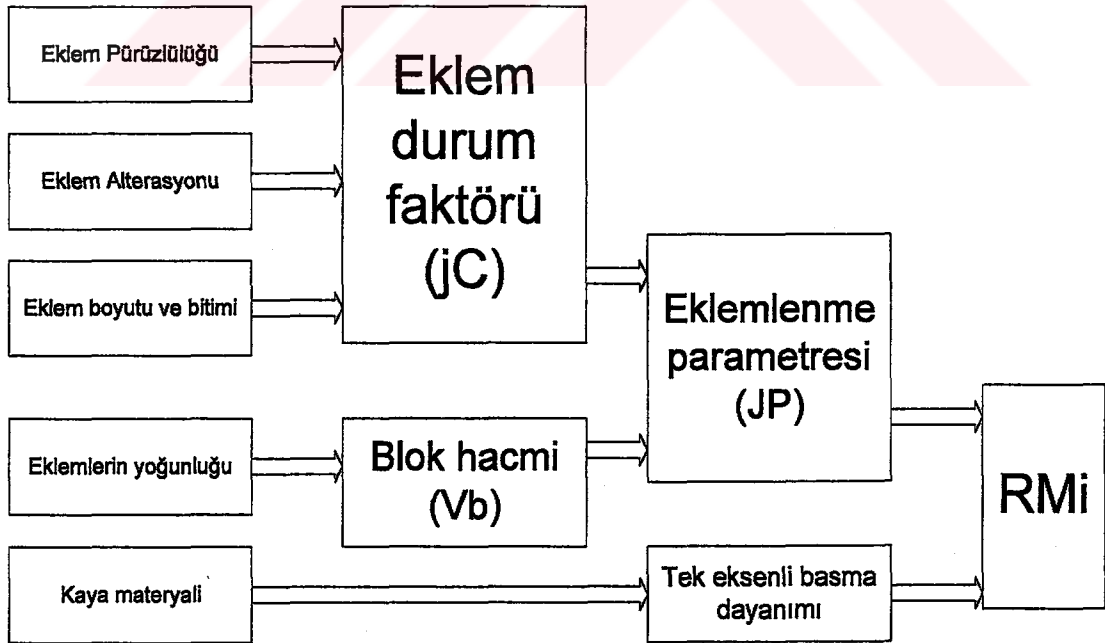 Eklem Pürüzlülüğü
Eklem Alterasyonu
Eklem boyutu ve bitimi
Eklemlerin yoğunluğu
Kaya materyali
Eklem
durum
faktörü
(jC)
Blok hacmi
(Vb)
Eklemlenme
parametresi
(JP)
Tek eksenli basma
dayanımı
RMi